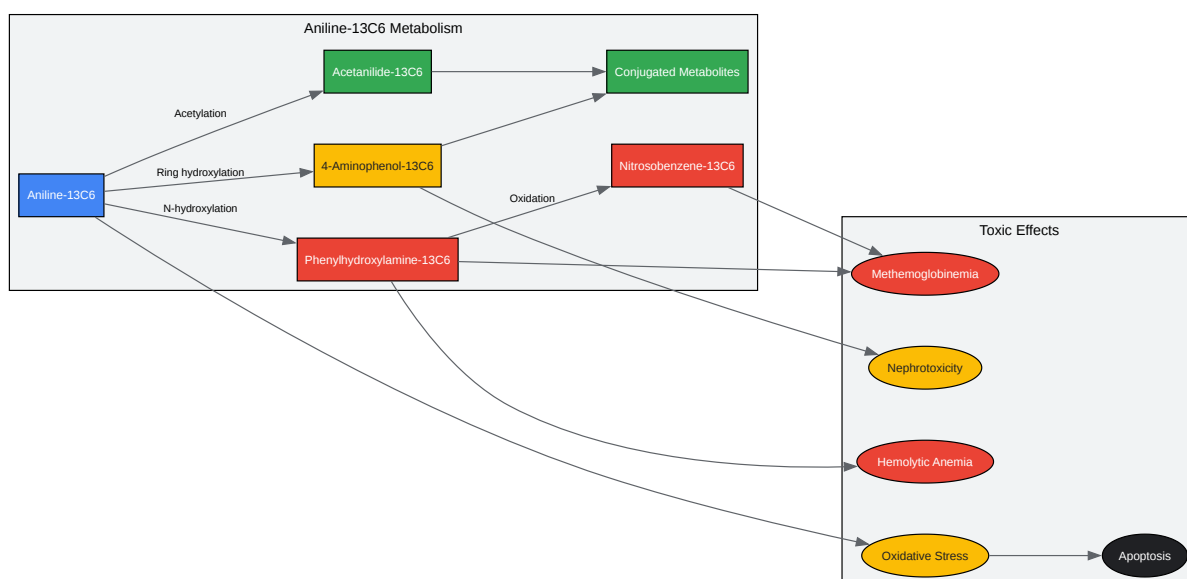 Aniline-13C6 Metabolism
Acetanilide-13C6
Conjugated Metabolites
Acetylation
4-Aminophenol-13C6
Nitrosobenzene-13C6
Ring hydroxylation
Aniline-13C6
Oxidation
N-hydroxylation
Phenylhydroxylamine-13C6
Toxic Effects
Methemoglobinemia
Nephrotoxicity
Hemolytic Anemia
Oxidative Stress
Apoptosis